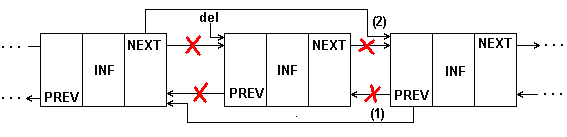 del (2)
NEXT NEXT NEXT
INF INF INF
PREV PREV PREV
(1)